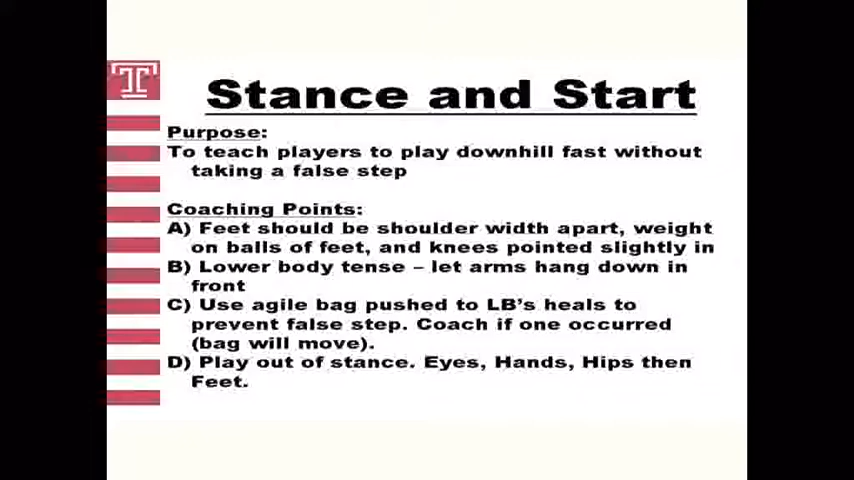 T
Stance and Start
Purpose:
To teach players to play downhill fast without
taking a false step
Coaching Points:
A) Feet should be shoulder width apart, weight
on balls of feet, and knees pointed slightly in
B) Lower body tense – let arms hang down in
front
C) Use agile bag pushed to LB's heals to
prevent false step. Coach if one occurred
(bag will move).
D) Play out of stance. Eyes, Hands, Hips then
Feet.